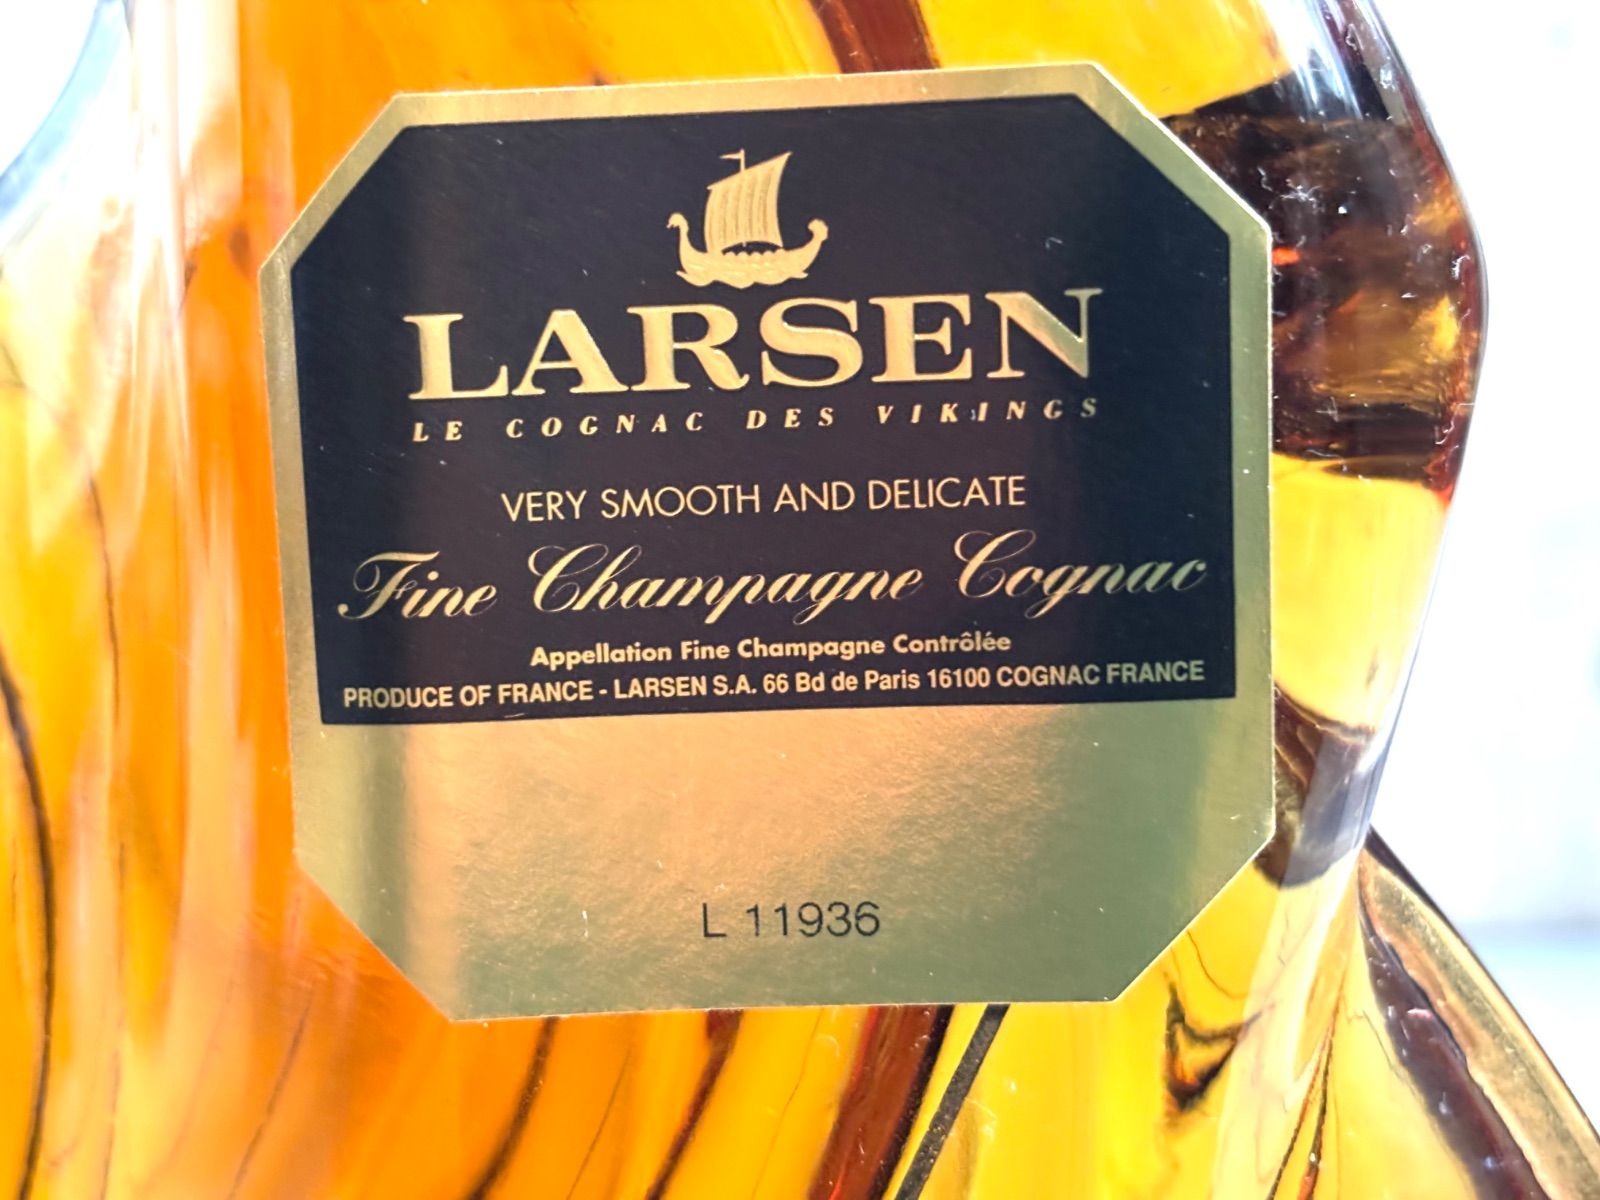 LARSEN
LE COGNAC DES VIKINGS
VERY SMOOTH AND DELICATE
Fine Champagne Cognac
Appellation Fine Champagne Contrôlée
PRODUCE OF FRANCE - LARSEN S.A. 66 Bd de Paris 16100 COGNAC FRANCE
L 11936